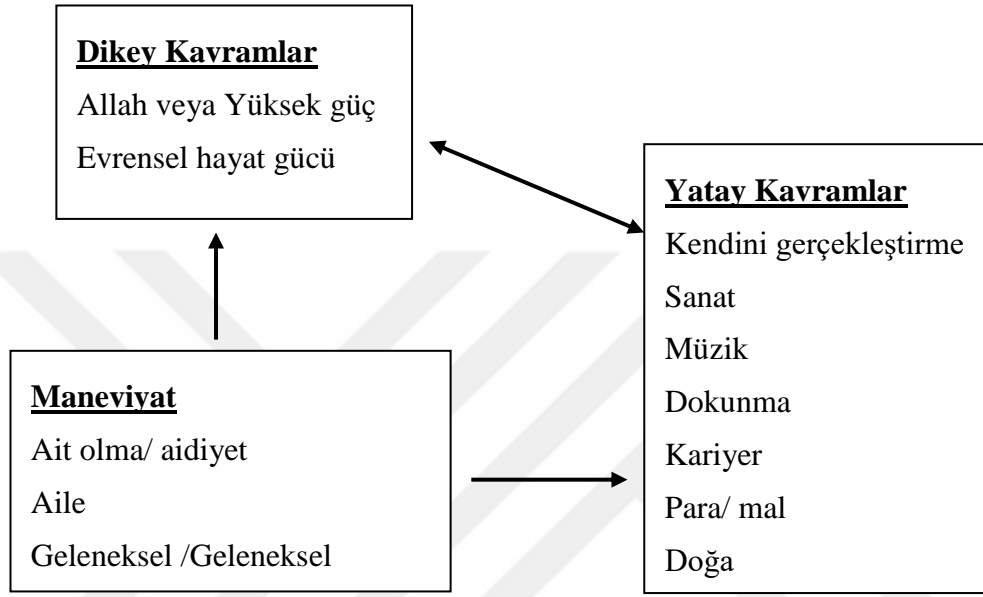 Dikey Kavramlar
Allah veya Yüksek güç
Evrensel hayat gücü
Yatay Kavramlar
Kendini gerçekleştirme
Sanat
Müzik
Dokunma
Kariyer
Para/ mal
Doğa
Maneviyat
Ait olma/ aidiyet
Aile
Geleneksel /Geleneksel